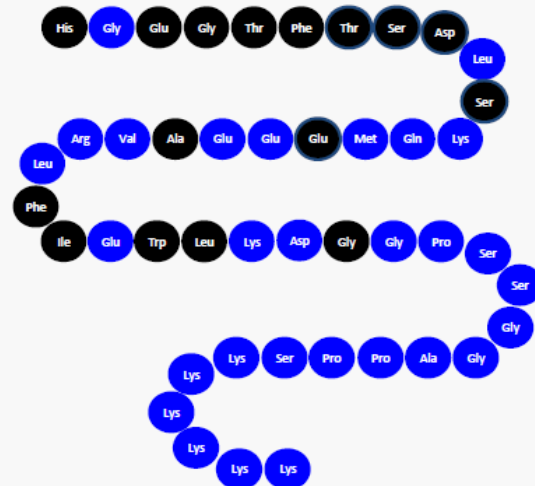 His Gly Glu Gly Thr Phe Thr Ser Asp
Leu
Ser
Arg Val Ala Glu Glu Glu Met Gln Lys
Leu
Phe
Ile Glu Trp Leu Lys Asp Gly Gly Pro
Ser
Ser
Gly
Lys Ser Pro Pro Ala Gly
Lys
Lys
Lys
Lys Lys